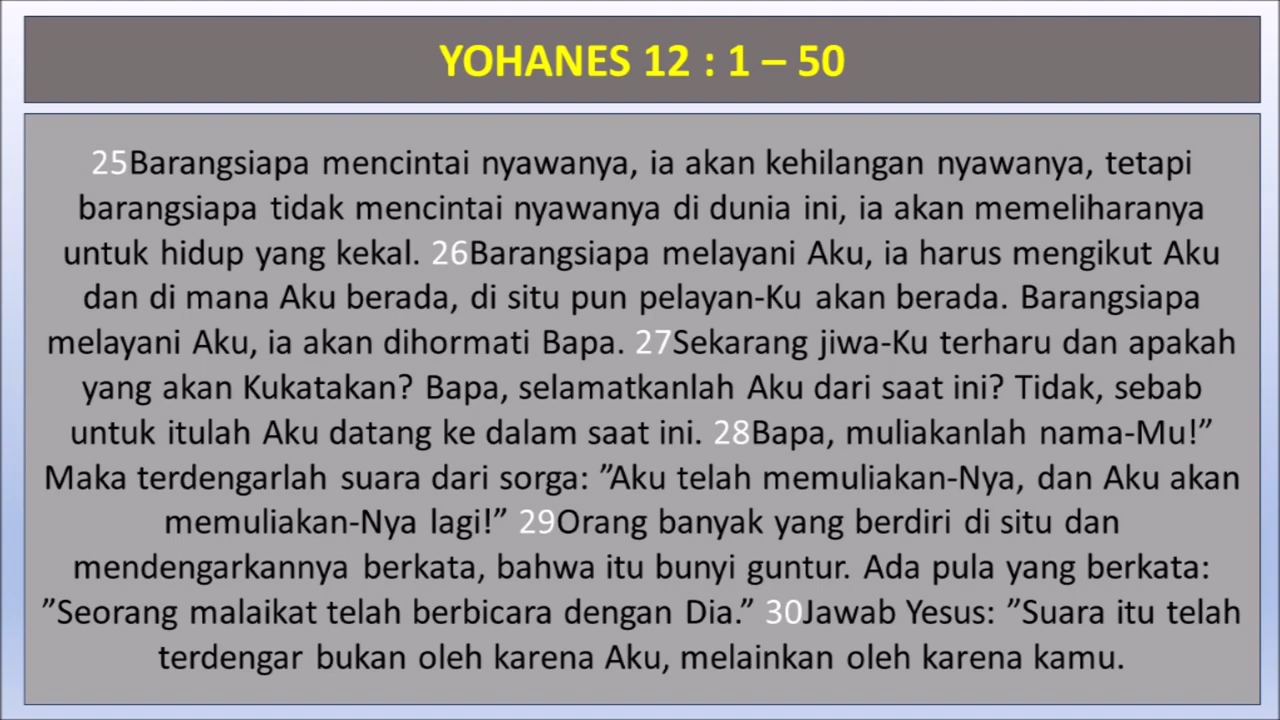 YOHANES 12 : 1 – 50
25Barangsiapa mencintai nyawanya, ia akan kehilangan nyawanya, tetapi
barangsiapa tidak mencintai nyawanya di dunia ini, ia akan memeliharanya
untuk hidup yang kekal. 26Barangsiapa melayani Aku, ia harus mengikut Aku
dan di mana Aku berada, di situ pun pelayan-Ku akan berada. Barangsiapa
melayani Aku, ia akan dihormati Bapa. 27Sekarang jiwa-Ku terharu dan apakah
yang akan Kukatakan? Bapa, selamatkanlah Aku dari saat ini? Tidak, sebab
untuk itulah Aku datang ke dalam saat ini. 28Bapa, muliakanlah nama-Mu!”
Maka terdengarlah suara dari sorga: ”Aku telah memuliakan-Nya, dan Aku akan
memuliakan-Nya lagi!” 29Orang banyak yang berdiri di situ dan
mendengarkannya berkata, bahwa itu bunyi guntur. Ada pula yang berkata:
”Seorang malaikat telah berbicara dengan Dia.” 30Jawab Yesus: ”Suara itu telah
terdengar bukan oleh karena Aku, melainkan oleh karena kamu.